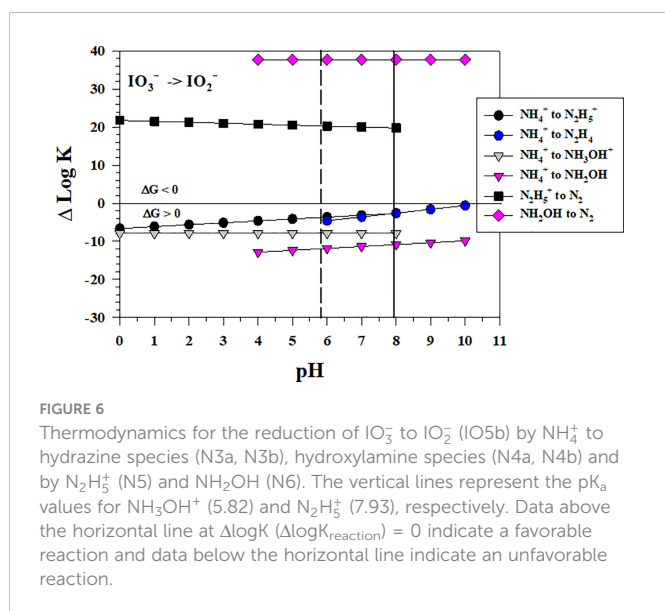 40
30
20
10
0
-10
-20
-30
Δ Log K
IO₃⁻ -> IO₂⁻
ΔG < 0
ΔG > 0
0 1 2 3 4 5 6 7 8 9 10 11
pH
NH₄⁺ to N₂H₅⁺
NH₄⁺ to N₂H₄
NH₄⁺ to NH₃OH⁺
NH₄⁺ to NH₂OH
N₂H₅⁺ to N₂
NH₂OH to N₂
FIGURE 6
Thermodynamics for the reduction of IO₃⁻ to IO₂⁻ (IO5b) by NH₄⁺ to
hydrazine species (N3a, N3b), hydroxylamine species (N4a, N4b) and
by N₂H₅⁺ (N5) and NH₂OH (N6). The vertical lines represent the pKₐ
values for NH₃OH⁺ (5.82) and N₂H₅⁺ (7.93), respectively. Data above
the horizontal line at ΔlogK (ΔlogKreaction) = 0 indicate a favorable
reaction and data below the horizontal line indicate an unfavorable
reaction.